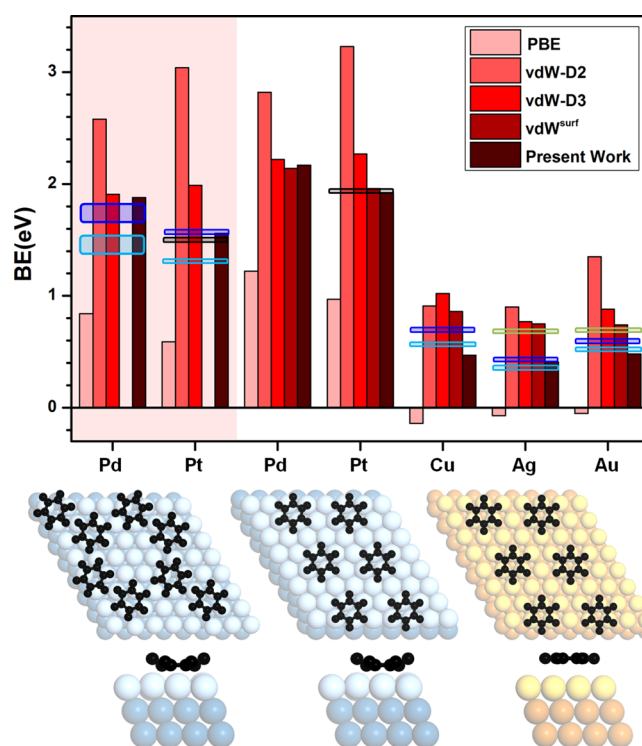 PBE
vdW-D2
vdW-D3
vdW^surf
Present Work
BE(eV)
3
2
1
0
Pd Pt Pd Pt Cu Ag Au